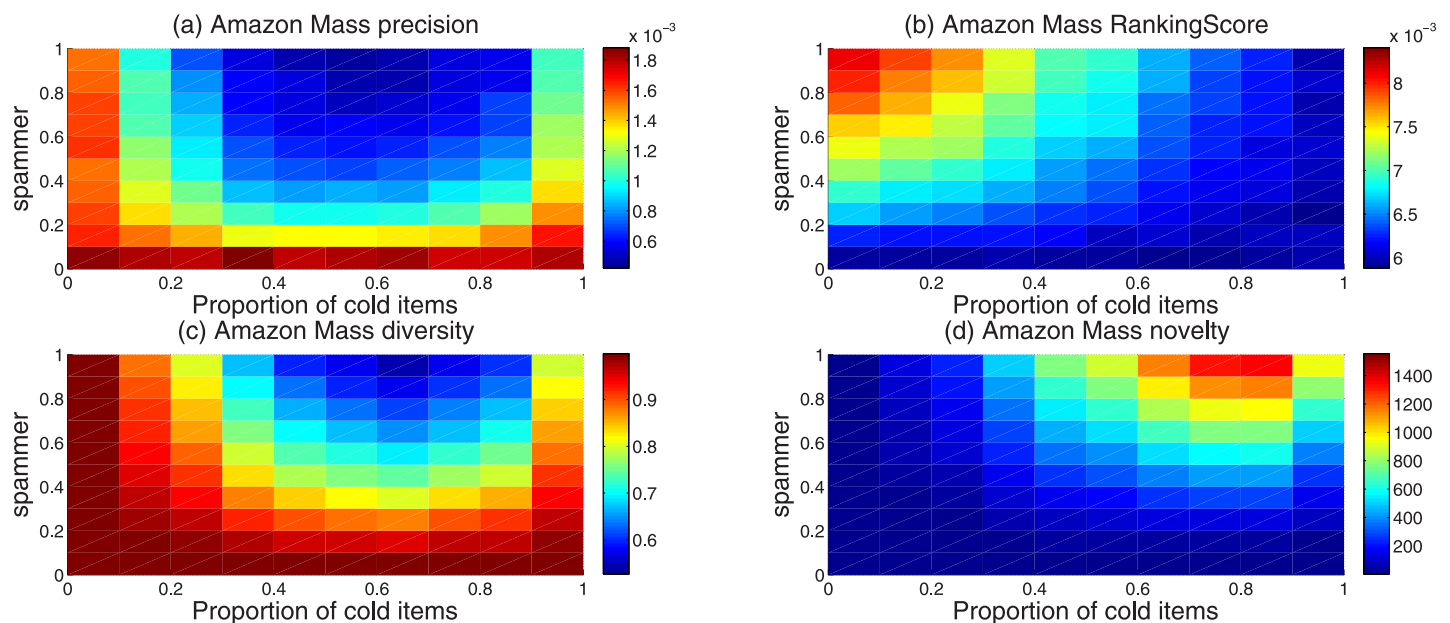 (a) Amazon Mass precision
x 10⁻³
1
0.8
0.6
0.4
0.2
0
spammer
0 0.2 0.4 0.6 0.8 1
Proportion of cold items
1.8
1.6
1.4
1.2
1
0.8
0.6
(b) Amazon Mass RankingScore
x 10⁻³
1
0.8
0.6
0.4
0.2
0
spammer
0 0.2 0.4 0.6 0.8 1
Proportion of cold items
8
7.5
7
6.5
6
(c) Amazon Mass diversity
1
0.8
0.6
0.4
0.2
0
spammer
0 0.2 0.4 0.6 0.8 1
Proportion of cold items
0.9
0.8
0.7
0.6
(d) Amazon Mass novelty
1
0.8
0.6
0.4
0.2
0
spammer
0 0.2 0.4 0.6 0.8 1
Proportion of cold items
1400
1200
1000
800
600
400
200